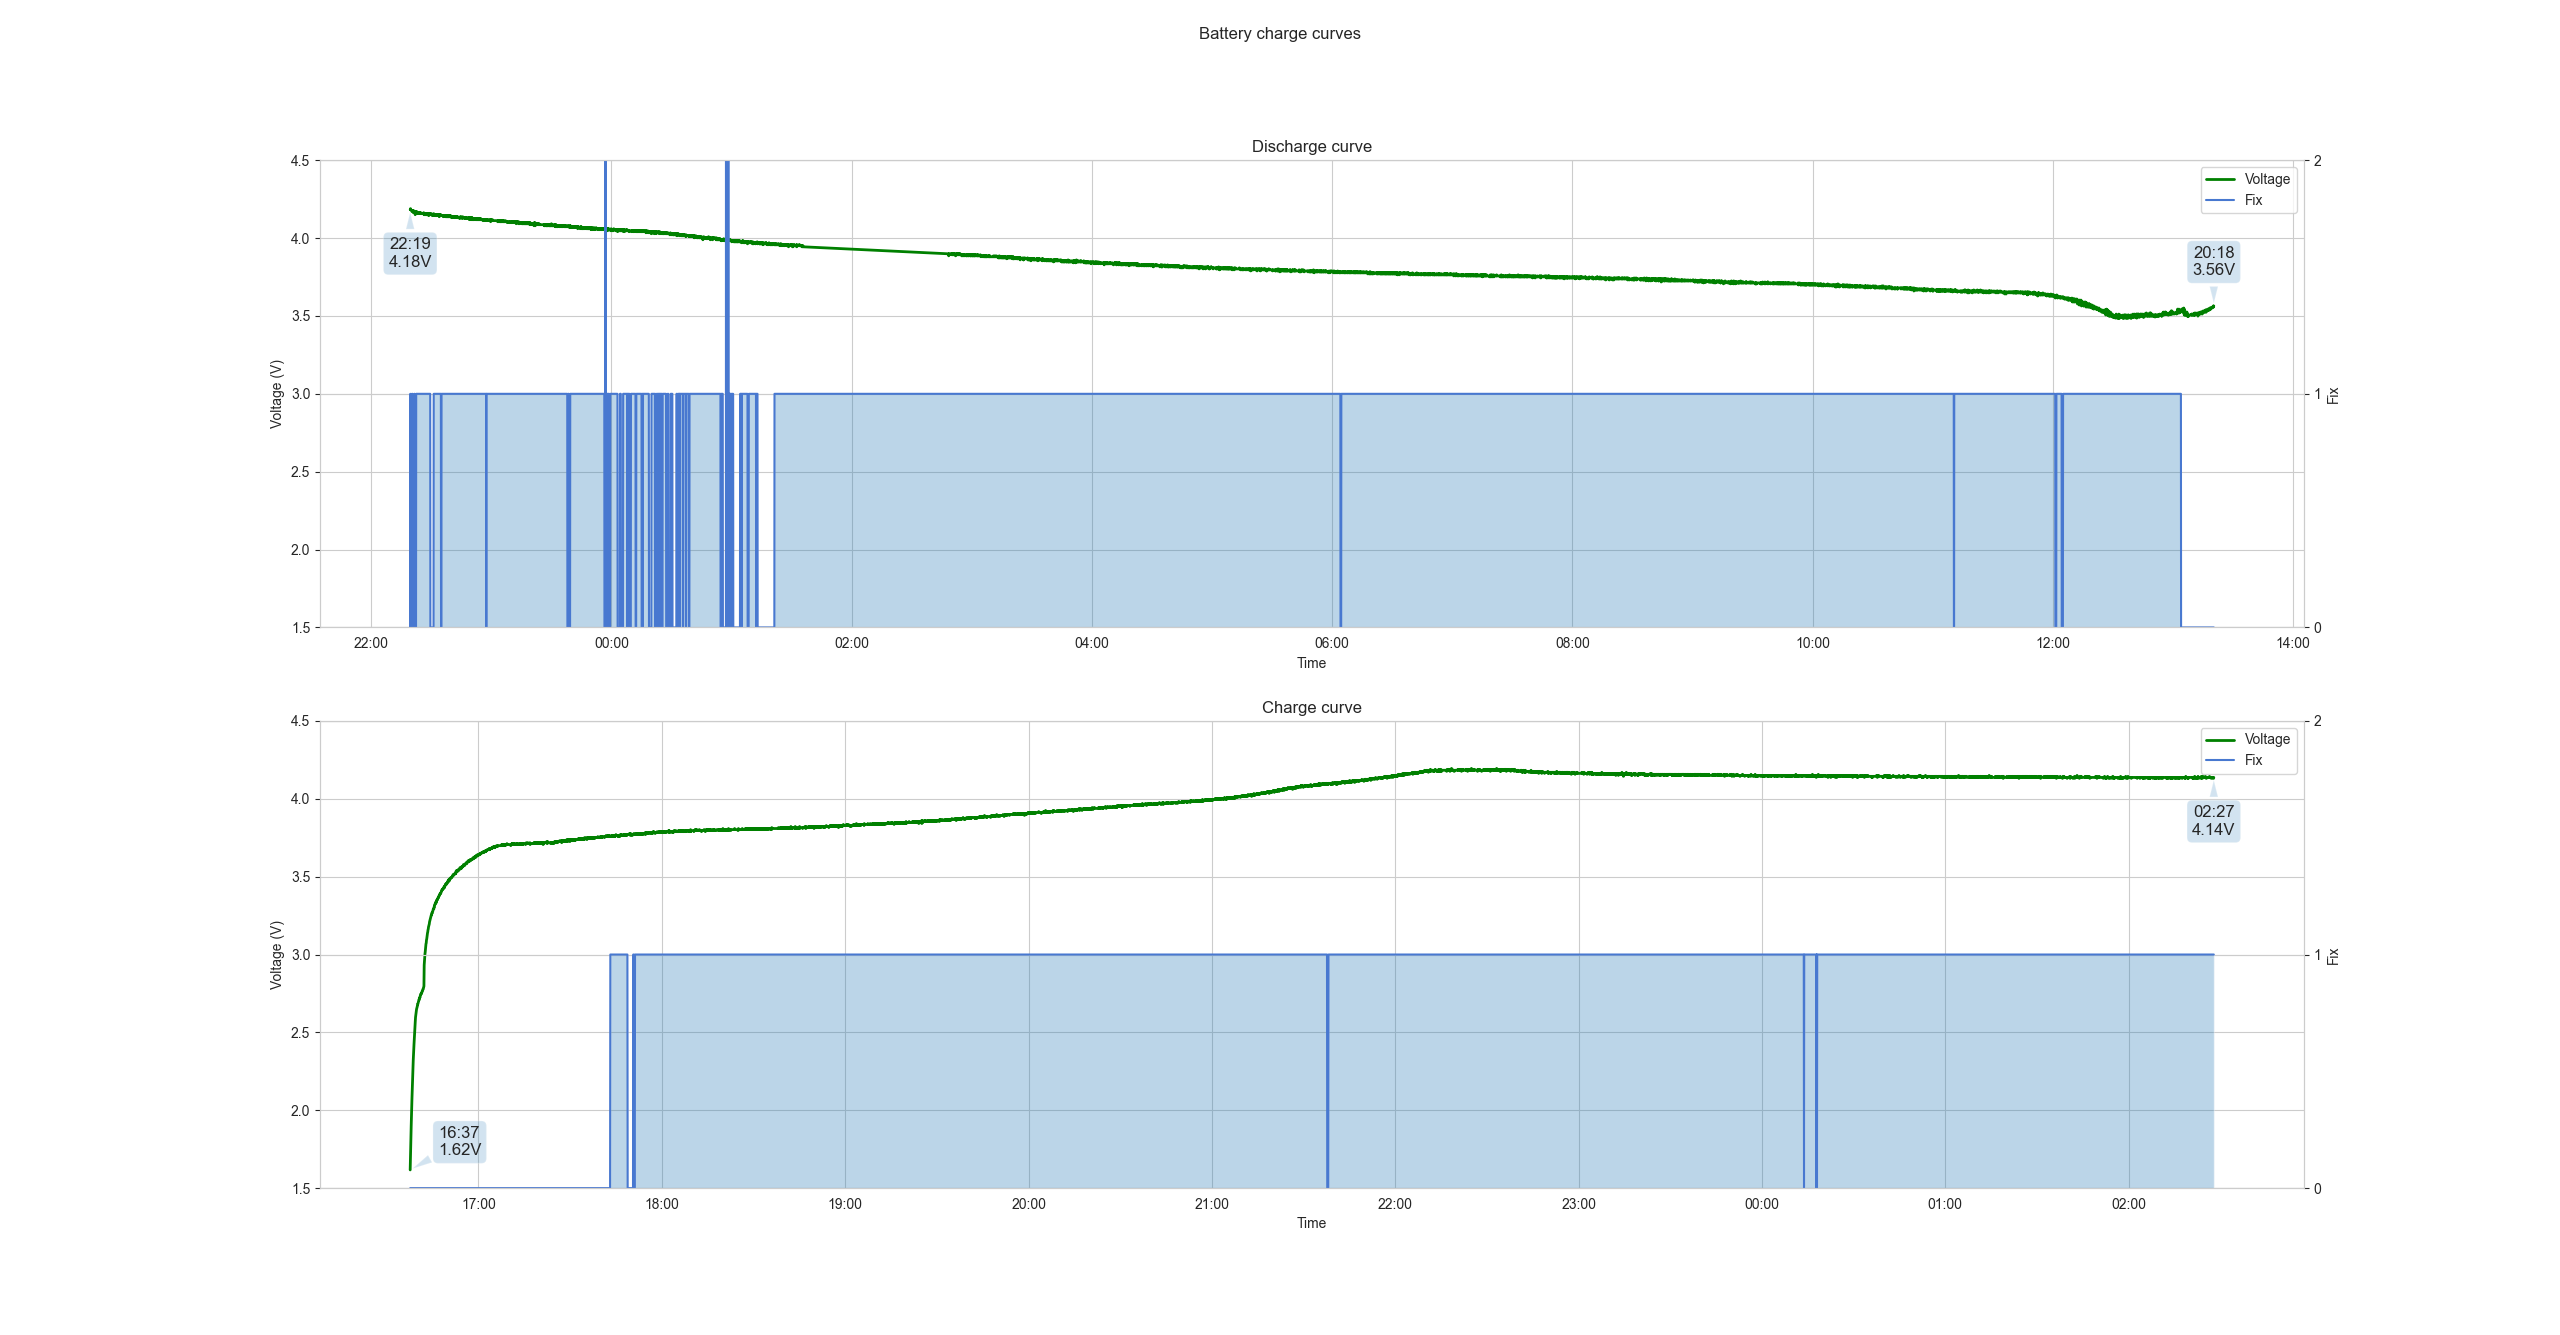 Battery charge curves
Discharge curve
4.5
4.0
3.5
3.0
2.5
2.0
1.5
Voltage (V)
2
1
0
Fix
Voltage
Fix
22:19
4.18V
20:18
3.56V
22:00 00:00 02:00 04:00 06:00 08:00 10:00 12:00 14:00
Time
Charge curve
4.5
4.0
3.5
3.0
2.5
2.0
1.5
Voltage (V)
2
1
0
Fix
Voltage
Fix
02:27
4.14V
16:37
1.62V
17:00 18:00 19:00 20:00 21:00 22:00 23:00 00:00 01:00 02:00
Time